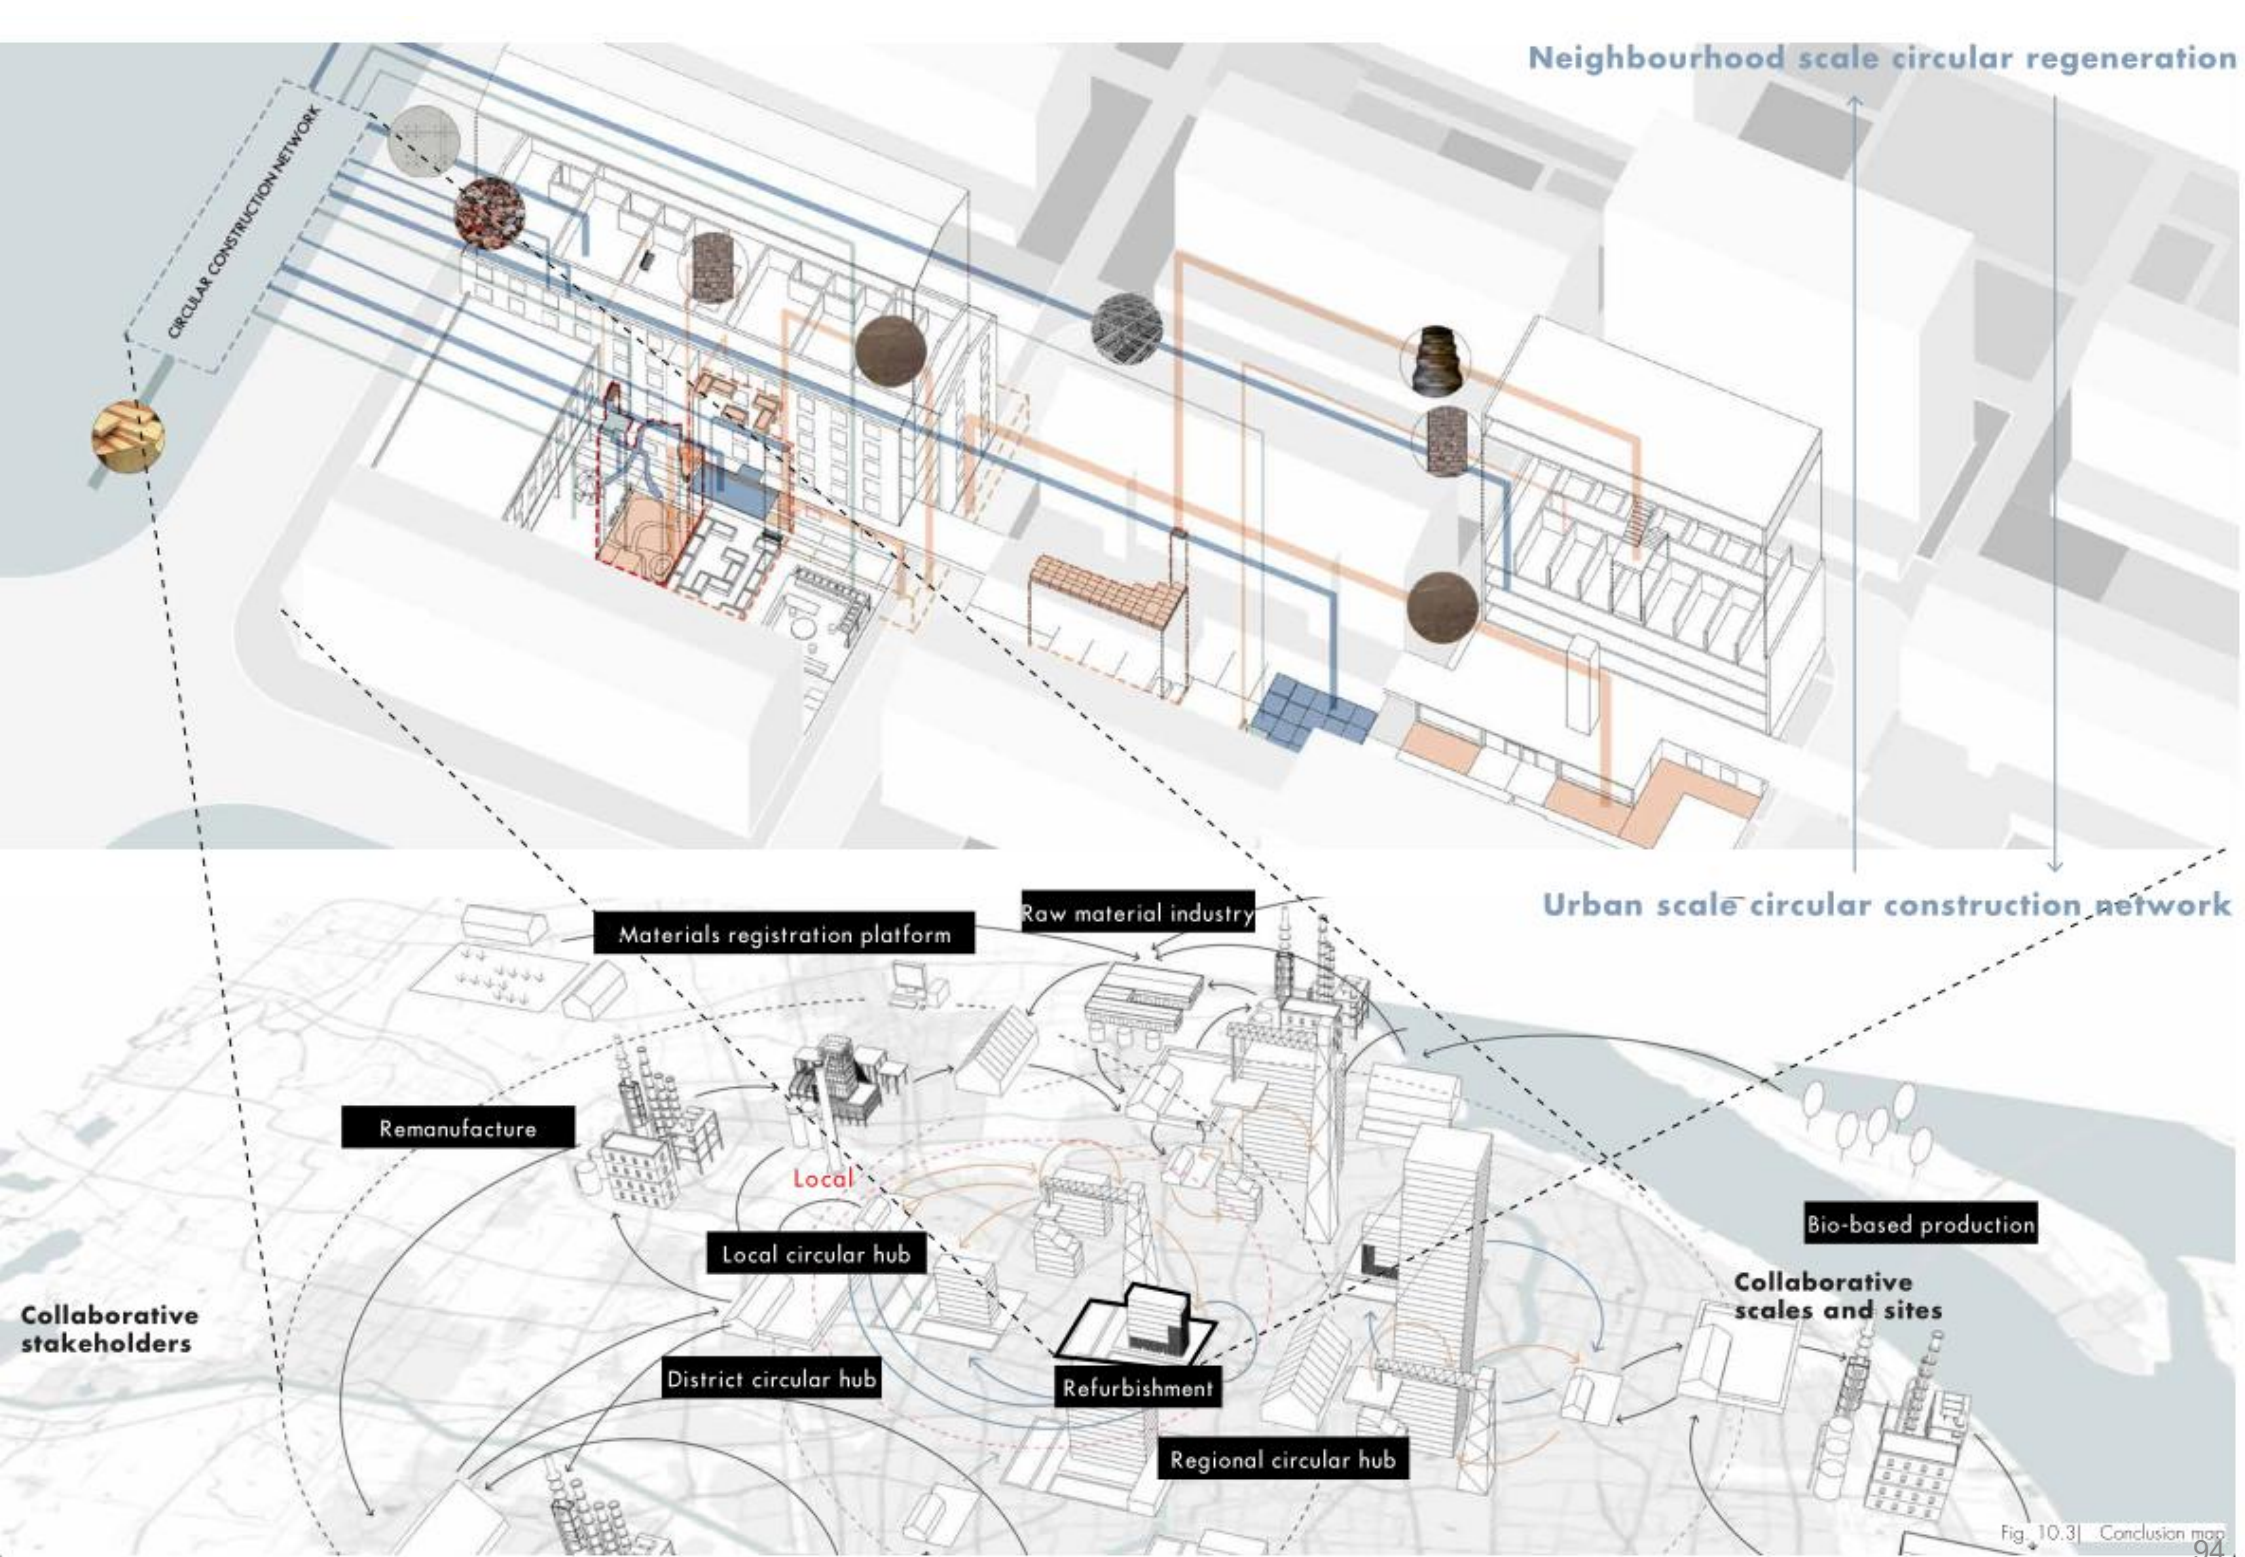 Neighbourhood scale circular regeneration
CIRCULAR CONSTRUCTION NETWORK
Urban scale circular construction network
Raw material industry
Materials registration platform
Remanufacture
Local
Bio-based production
Local circular hub
Collaborative
scales and sites
Collaborative
stakeholders
District circular hub
Refurbishment
Regional circular hub
Fig. 10.3| Conclusion map
94